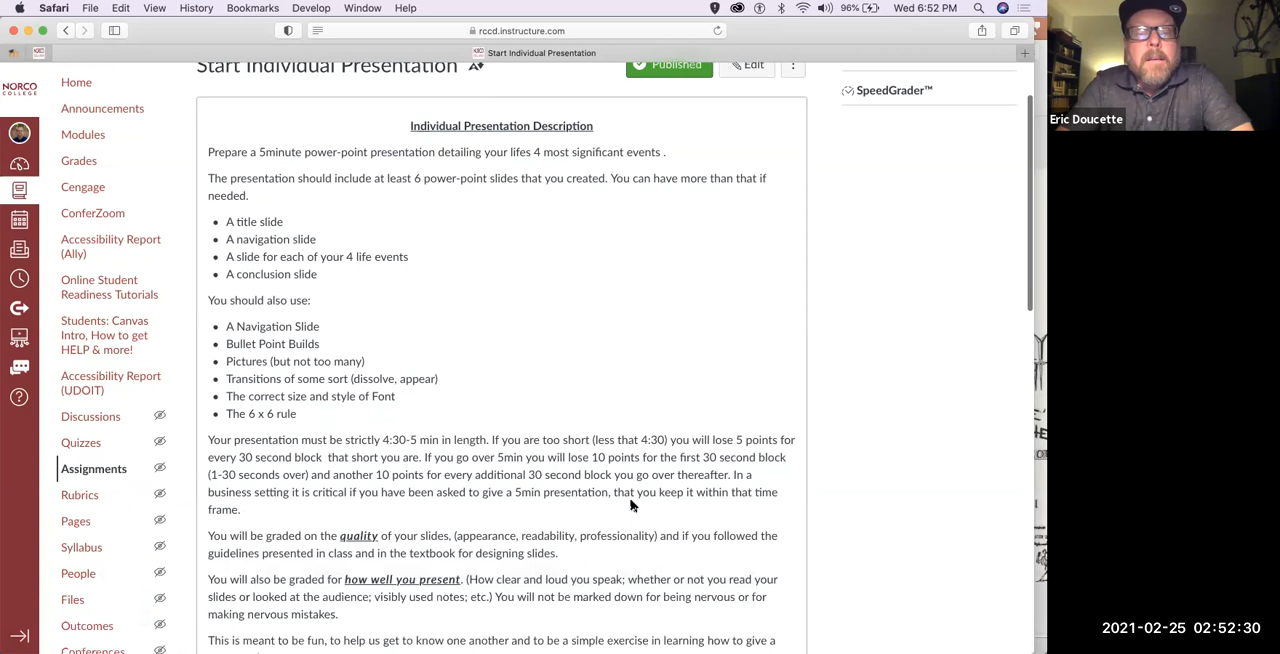 Safari File Edit View History Bookmarks Develop Window Help 96% Wed 6:52 PM
rccd.instructure.com
Start Individual Presentation
Start Individual Presentation
Published Edit
SpeedGrader™
Eric Doucette
NORCO
COLLEGE
Home
Announcements
Modules
Grades
Cengage
ConferZoom
Accessibility Report
(Ally)
Online Student
Readiness Tutorials
Students: Canvas
Intro, How to get
HELP & more!
Accessibility Report
(UDOIT)
Discussions
Quizzes
Assignments
Rubrics
Pages
Syllabus
People
Files
Outcomes
Conferences
Individual Presentation Description
Prepare a 5minute power-point presentation detailing your lifes 4 most significant events .
The presentation should include at least 6 power-point slides that you created. You can have more than that if
needed.
• A title slide
• A navigation slide
• A slide for each of your 4 life events
• A conclusion slide
You should also use:
• A Navigation Slide
• Bullet Point Builds
• Pictures (but not too many)
• Transitions of some sort (dissolve, appear)
• The correct size and style of Font
• The 6 x 6 rule
Your presentation must be strictly 4:30-5 min in length. If you are too short (less that 4:30) you will lose 5 points for
every 30 second block that short you are. If you go over 5min you will lose 10 points for the first 30 second block
(1-30 seconds over) and another 10 points for every additional 30 second block you go over thereafter. In a
business setting it is critical if you have been asked to give a 5min presentation, that you keep it within that time
frame.
You will be graded on the quality of your slides, (appearance, readability, professionality) and if you followed the
guidelines presented in class and in the textbook for designing slides.
You will also be graded for how well you present. (How clear and loud you speak; whether or not you read your
slides or looked at the audience; visibly used notes; etc.) You will not be marked down for being nervous or for
making nervous mistakes.
This is meant to be fun, to help us get to know one another and to be a simple exercise in learning how to give a
2021-02-25 02:52:30